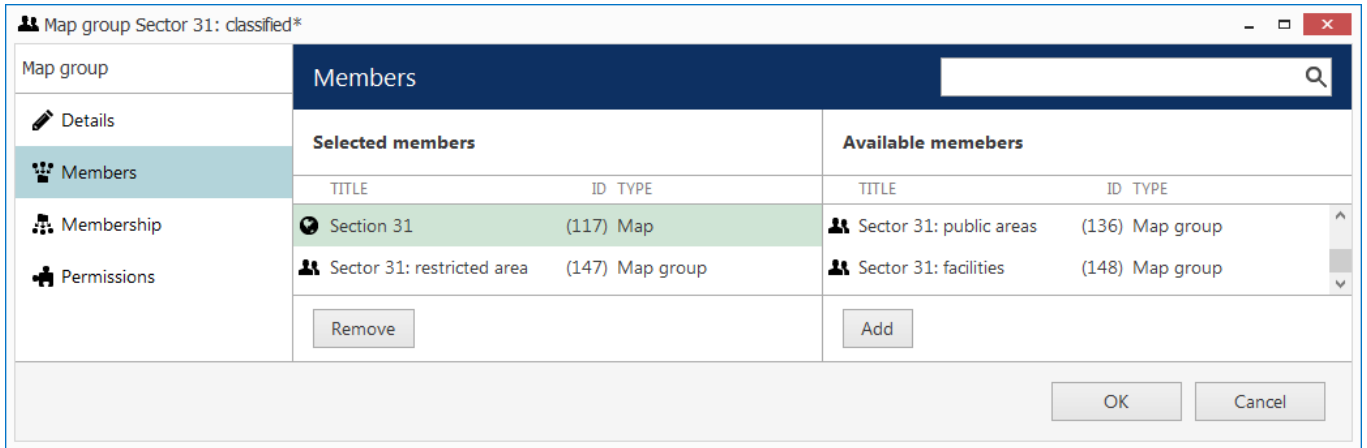 Map group Sector 31: classified*
Map group
Members
Details
Members
Membership
Permissions
Selected members
Available memebers
TITLE ID TYPE
TITLE ID TYPE
Section 31 (117) Map
Sector 31: public areas (136) Map group
Sector 31: restricted area (147) Map group
Sector 31: facilities (148) Map group
Remove
Add
OK
Cancel